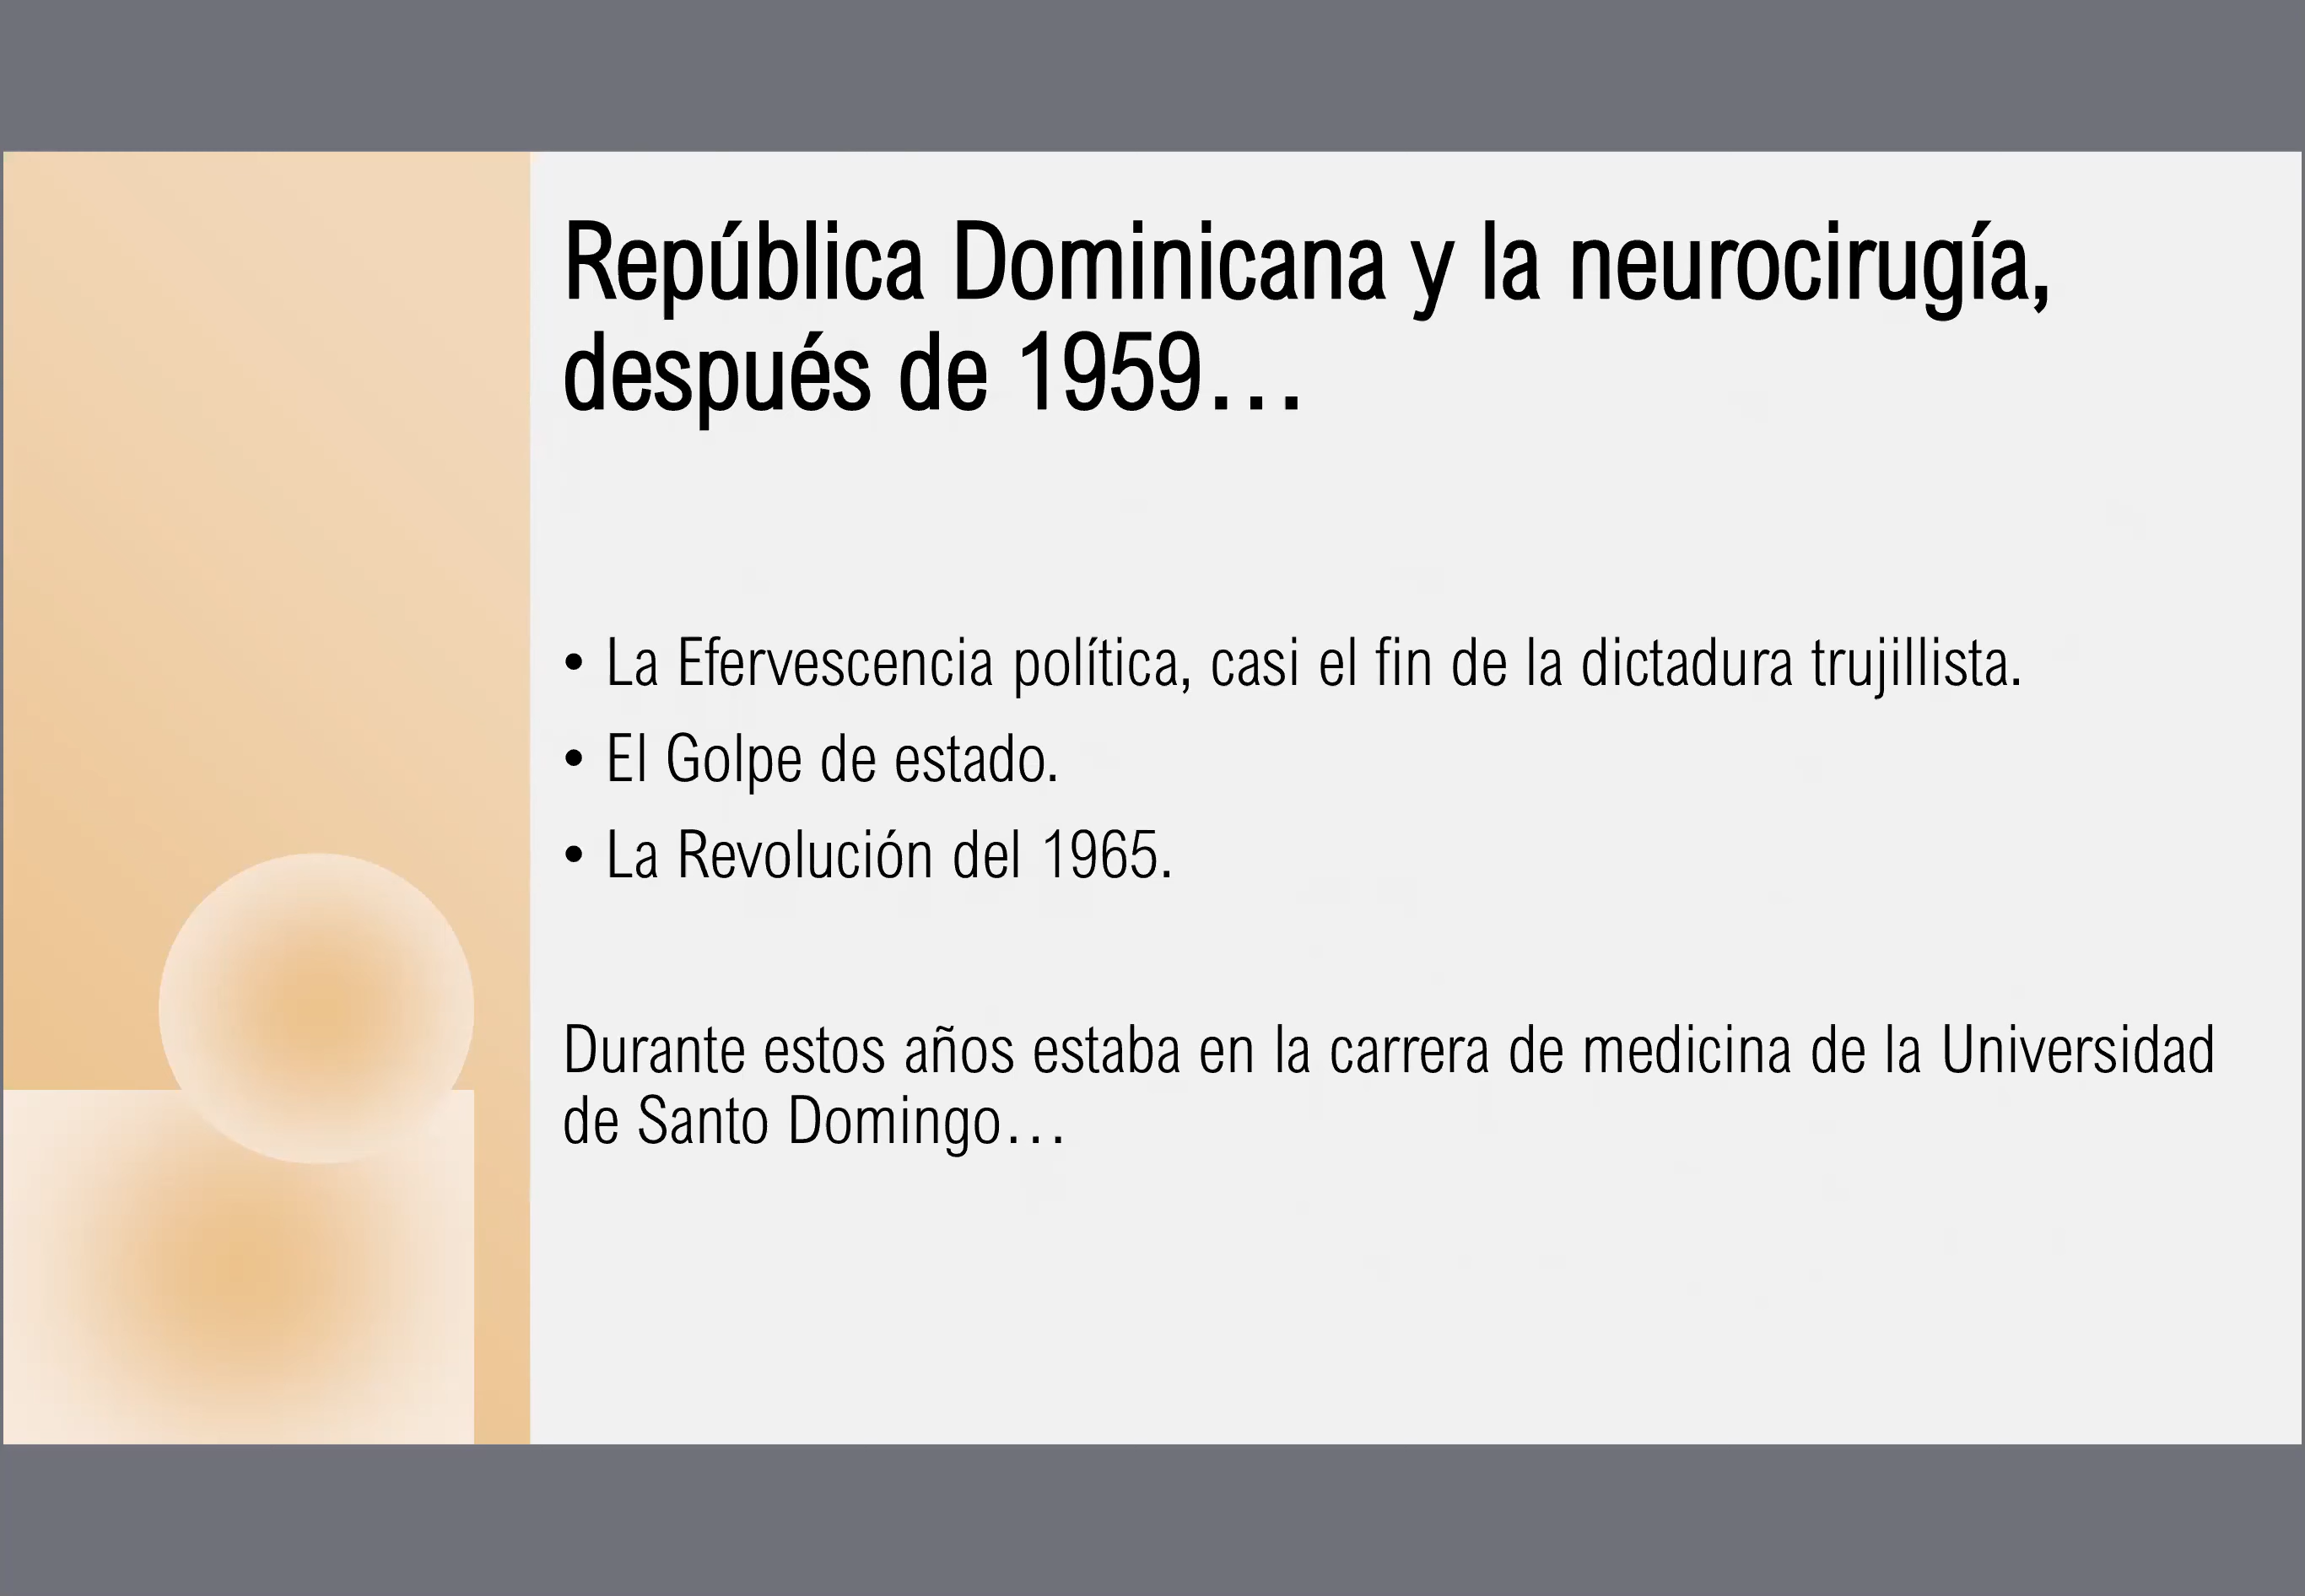 República Dominicana y la neurocirugía,
después de 1959...
• La Efervescencia política, casi el fin de la dictadura trujillista.
• El Golpe de estado.
• La Revolución del 1965.
Durante estos años estaba en la carrera de medicina de la Universidad
de Santo Domingo...